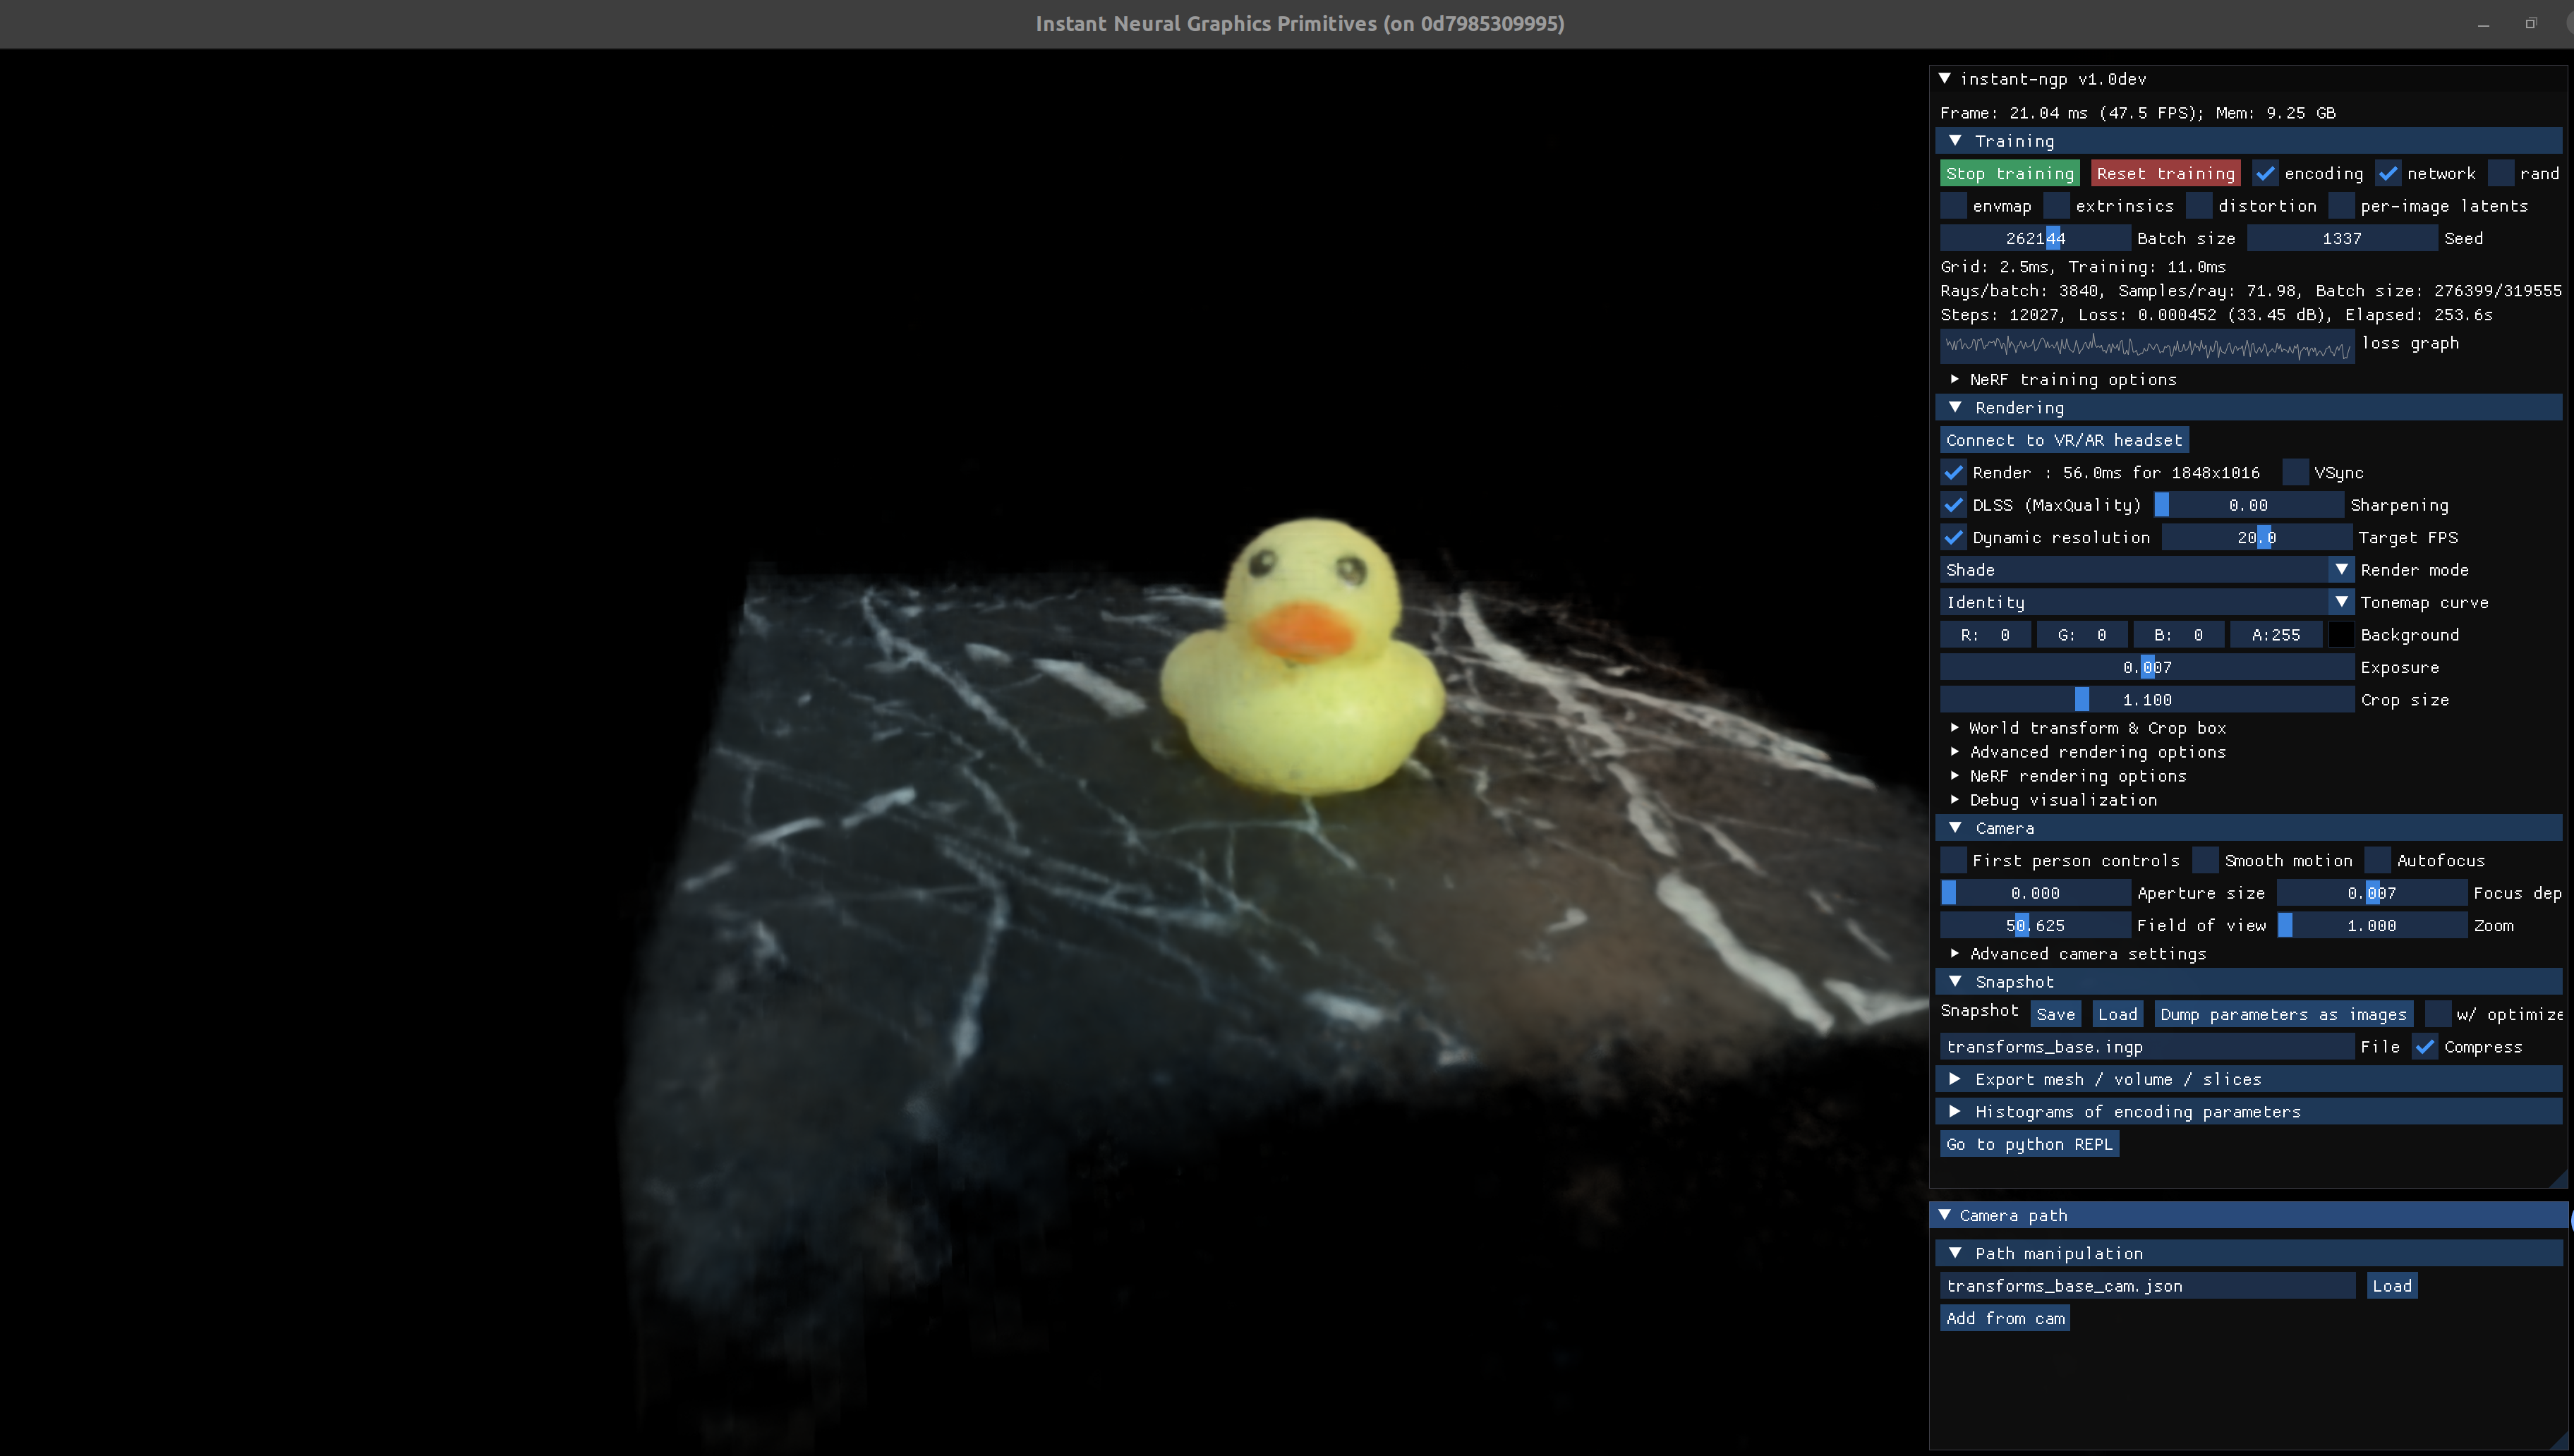 Instant Neural Graphics Primitives (on 0d7985309995)
instant-ngp v1.0dev
Frame: 21.04 ms (47.5 FPS); Mem: 9.25 GB
Training
Stop training Reset training encoding network rand
envmap extrinsics distortion per-image latents
262144 Batch size 1337 Seed
Grid: 2.5ms, Training: 11.0ms
Rays/batch: 3840, Samples/ray: 71.98, Batch size: 276399/319555
Steps: 12027, Loss: 0.000452 (33.45 dB), Elapsed: 253.6s
loss graph
NeRF training options
Rendering
Connect to VR/AR headset
Render : 56.0ms for 1848x1016 VSync
DLSS (MaxQuality) 0.00 Sharpening
Dynamic resolution 20.0 Target FPS
Shade Render mode
Identity Tonemap curve
R: 0 G: 0 B: 0 A:255 Background
0.007 Exposure
1.100 Crop size
World transform & Crop box
Advanced rendering options
NeRF rendering options
Debug visualization
Camera
First person controls Smooth motion Autofocus
0.000 Aperture size 0.007 Focus dep
50.625 Field of view 1.000 Zoom
Advanced camera settings
Snapshot
Snapshot Save Load Dump parameters as images w/ optimize
transforms_base.ingp File Compress
Export mesh / volume / slices
Histograms of encoding parameters
Go to python REPL
Camera path
Path manipulation
transforms_base_cam.json Load
Add from cam